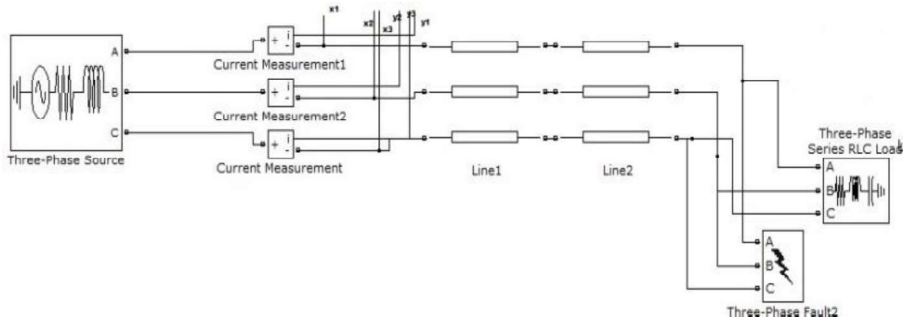 x1
x2
x3
y2
y3
y1
A
B
C
Three-Phase Source
+ i
-
Current Measurement1
+ i
-
Current Measurement2
+ i
-
Current Measurement
Line1
Line2
Three-Phase
Series RLC Load
A
B
C
A
B
C
Three-Phase Fault2